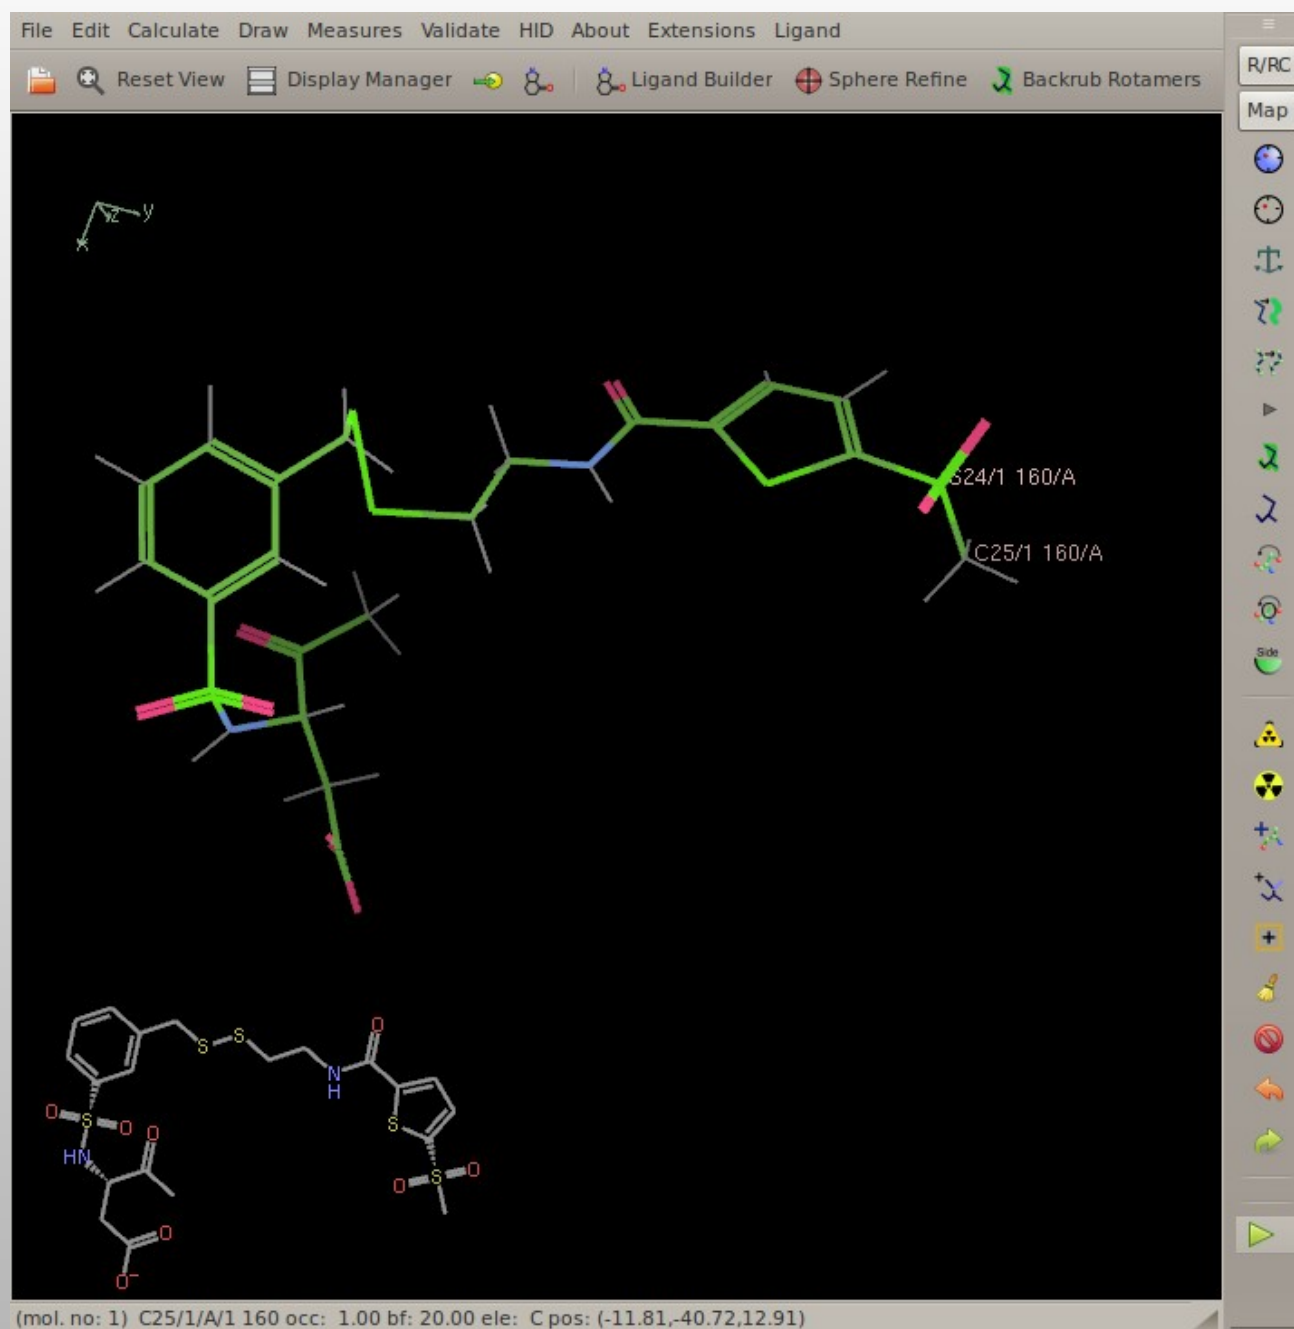 File Edit Calculate Draw Measures Validate HID About Extensions Ligand
Reset View Display Manager Ligand Builder Sphere Refine Backrub Rotamers
R/RC
Map
Side
x z y
S24/1 160/A
C25/1 160/A
O
S S
N
H
O S O
O
HN
S
O S O
O
O-
(mol. no: 1) C25/1/A/1 160 occ: 1.00 bf: 20.00 ele: C pos: (-11.81,-40.72,12.91)